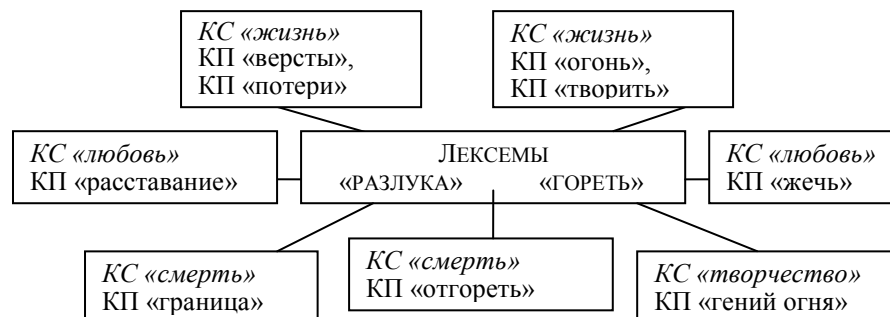 КС «жизнь»
КП «версты»,
КП «потери»
КС «жизнь»
КП «огонь»,
КП «творить»
КС «любовь»
КП «расставание»
ЛЕКСЕМЫ
«РАЗЛУКА» «ГОРЕТЬ»
КС «любовь»
КП «жечь»
КС «смерть»
КП «граница»
КС «смерть»
КП «отгореть»
КС «творчество»
КП «гений огня»